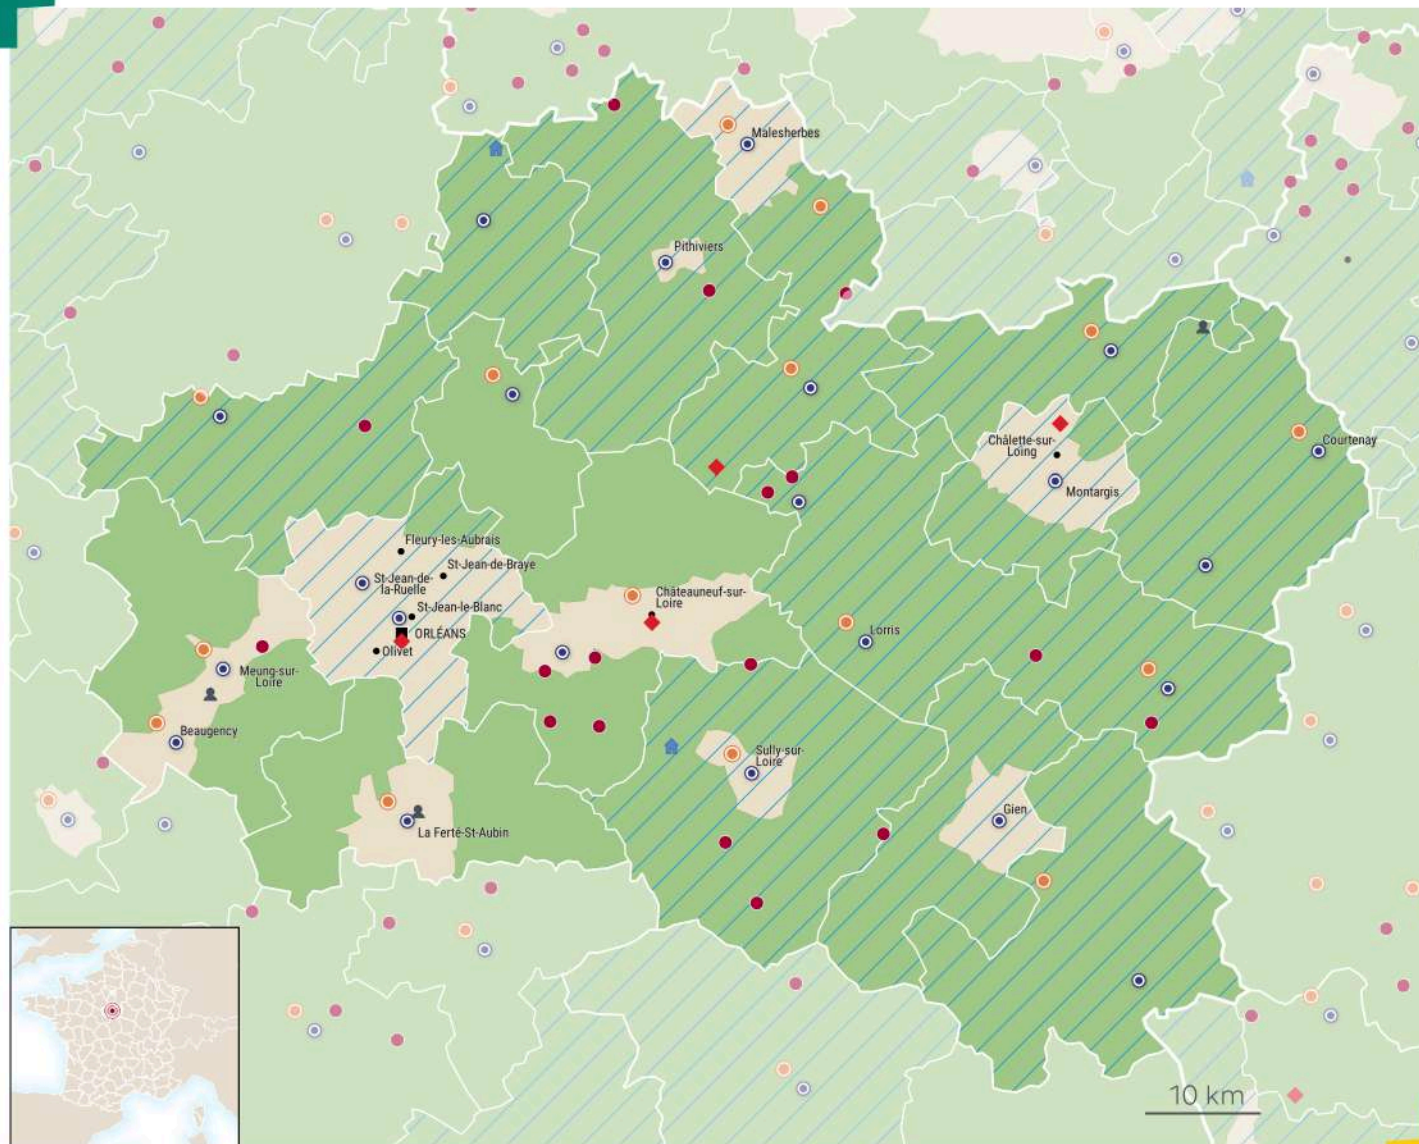 Malesherbes
Pithiviers
Châlette-sur-
Loing
Courtenay
Montargis
Fleury-les-Aubrais
St-Jean-de-Braye
St-Jean-de-
la-Ruelle
Châteauneuf-sur-
Loire
St-Jean-le-Blanc
ORLÉANS
Lorris
Olivet
Meung-sur-
Loire
Beaugency
Sully-sur-
Loire
Gien
La Ferté-St-Aubin
10 km